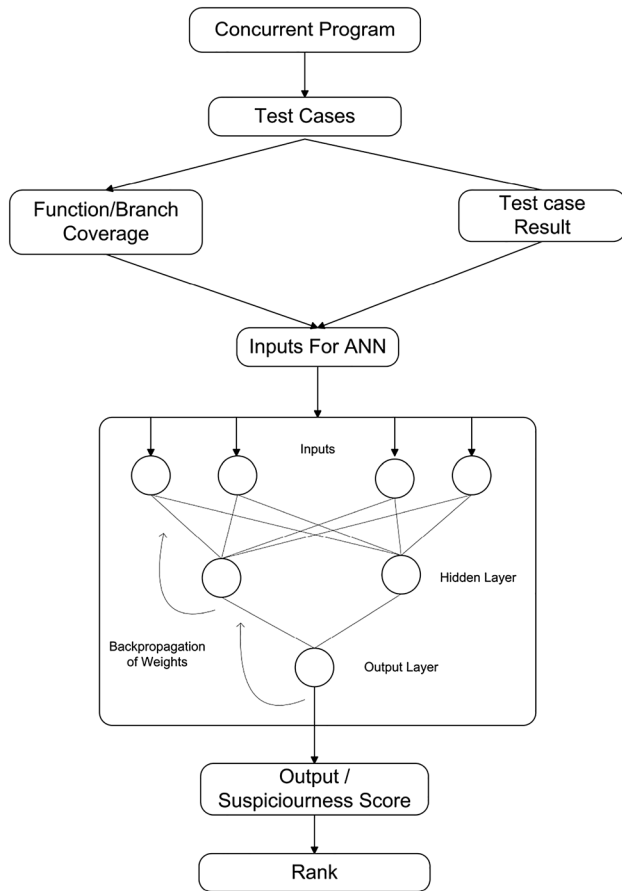 Concurrent Program
Test Cases
Function/Branch
Coverage
Test case
Result
Inputs For ANN
Inputs
Hidden Layer
Backpropagation
of Weights
Output Layer
Output /
Suspiciourness Score
Rank